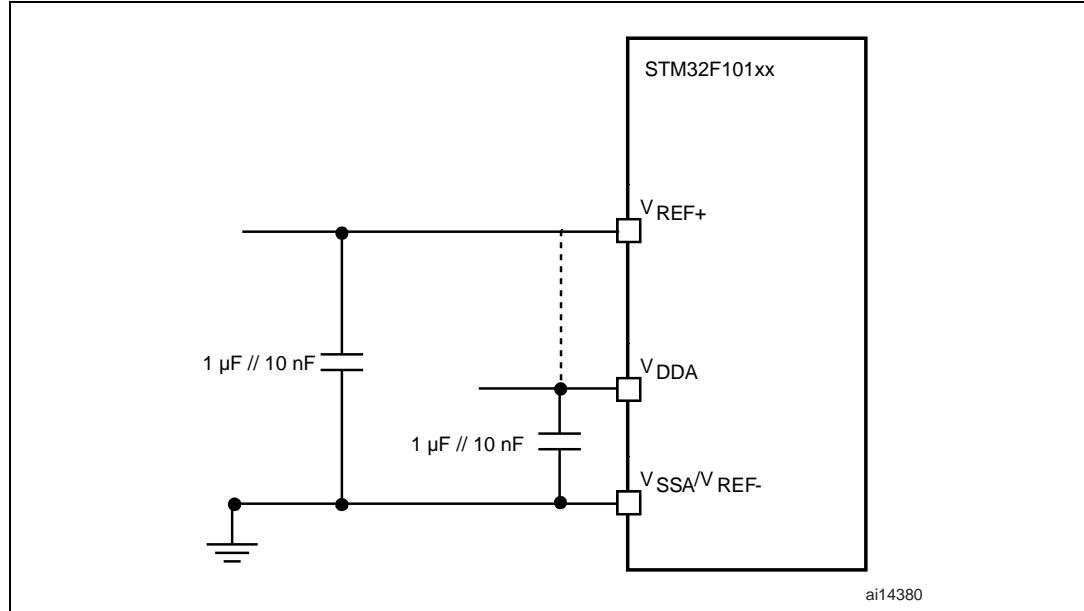 STM32F101xx
VREF+
1 µF // 10 nF
VDDA
1 µF // 10 nF
VSSA/VREF-
ai14380